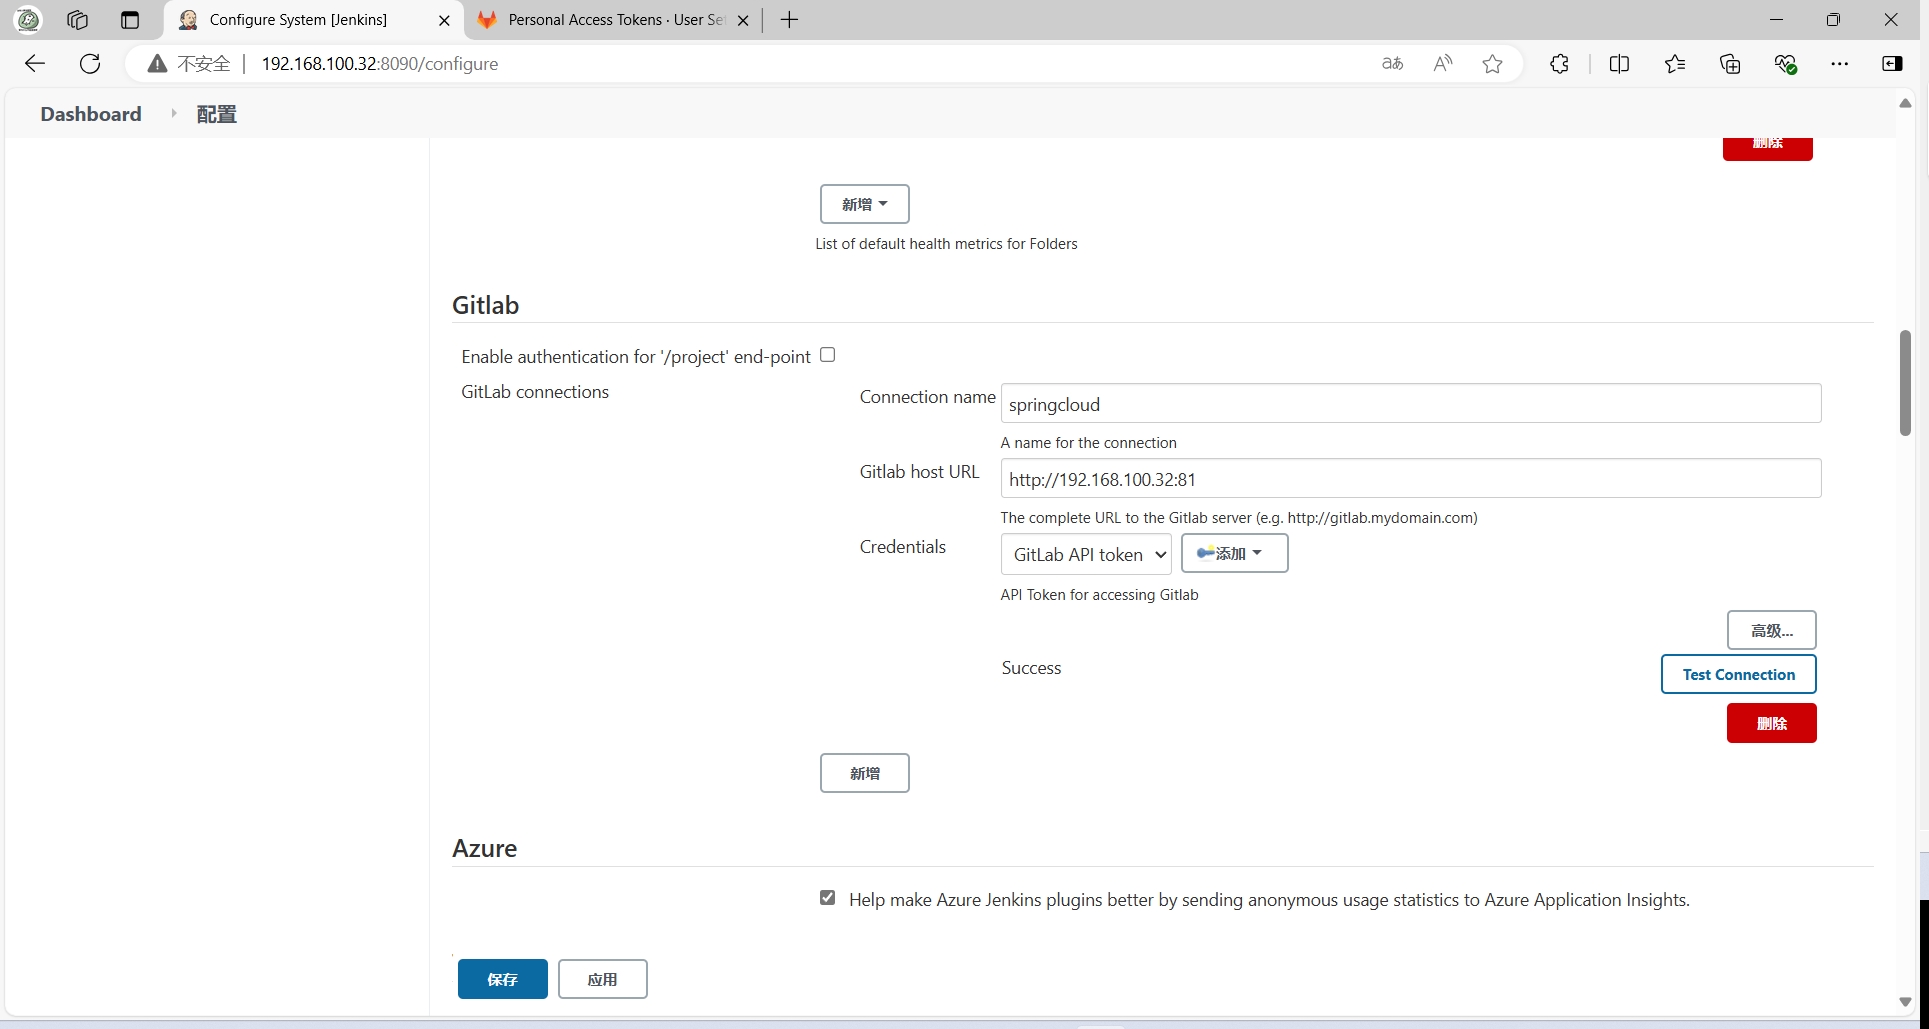 Configure System [Jenkins]
Personal Access Tokens · User Se
不安全
192.168.100.32:8090/configure
aあ
Dashboard
配置
删除
新增
List of default health metrics for Folders
Gitlab
Enable authentication for '/project' end-point
GitLab connections
Connection name
springcloud
A name for the connection
Gitlab host URL
http://192.168.100.32:81
The complete URL to the Gitlab server (e.g. http://gitlab.mydomain.com)
Credentials
GitLab API token
添加
API Token for accessing Gitlab
高级...
Success
Test Connection
删除
新增
Azure
Help make Azure Jenkins plugins better by sending anonymous usage statistics to Azure Application Insights.
保存
应用